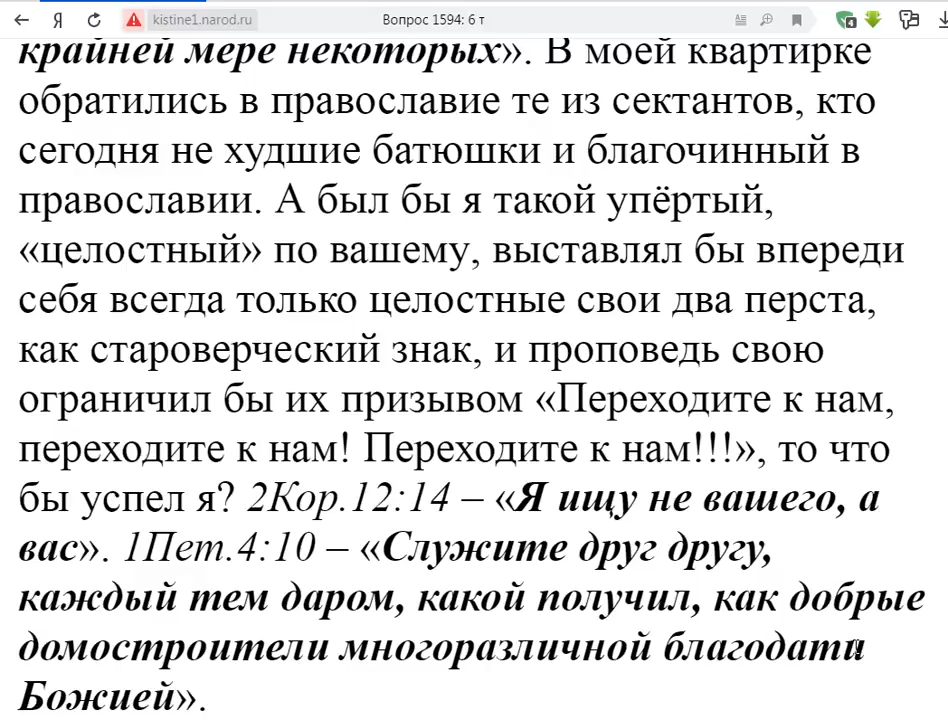 Я kistine1.narod.ru Вопрос 1594: 6 т 4
крайней мере некоторых». В моей квартирке
обратились в православие те из сектантов, кто
сегодня не худшие батюшки и благочинный в
православии. А был бы я такой упёртый,
«целостный» по вашему, выставлял бы впереди
себя всегда только целостные свои два перста,
как староверческий знак, и проповедь свою
ограничил бы их призывом «Переходите к нам,
переходите к нам! Переходите к нам!!!», то что
бы успел я? 2Кор.12:14 – «Я ищу не вашего, а
вас». 1Пет.4:10 – «Служите друг другу,
каждый тем даром, какой получил, как добрые
домостроители многоразличной благодати
Божией».